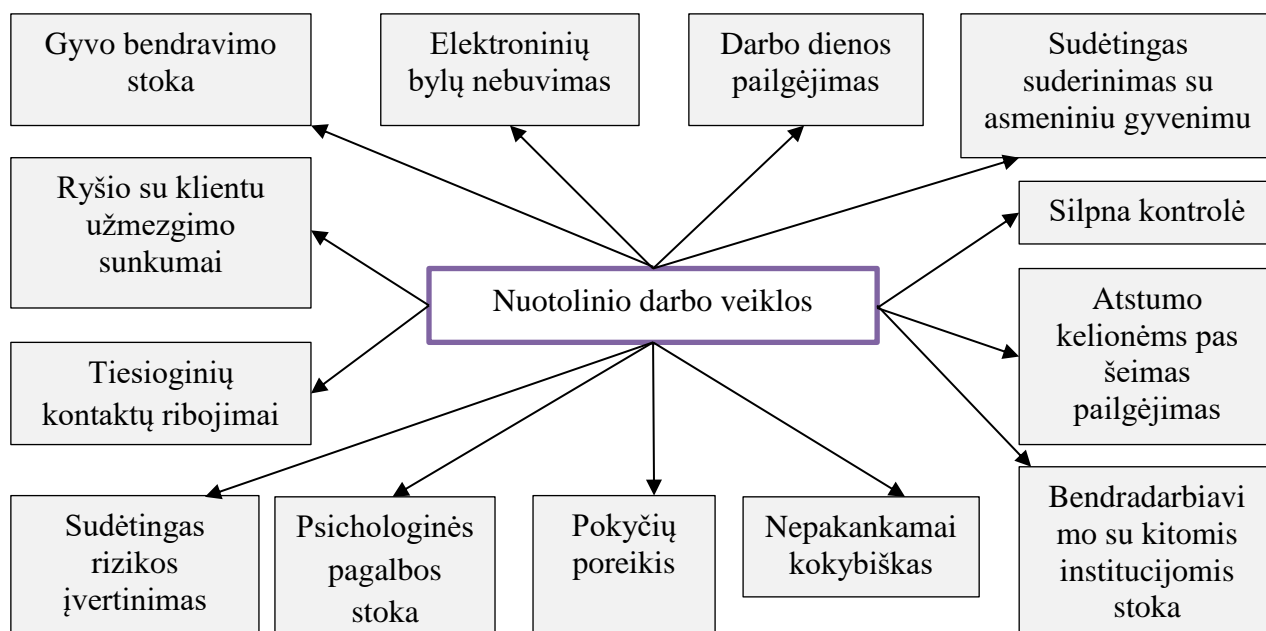 Gyvo bendravimo
stoka
Elektroninių
bylų nebuvimas
Darbo dienos
pailgėjimas
Sudėtingas
suderinimas su
asmeniniu gyvenimu
Ryšio su klientu
užmezgimo
sunkumai
Silpna kontrolė
Nuotolinio darbo veiklos
Atstumo
kelionėms pas
šeimas
pailgėjimas
Tiesioginių
kontaktų ribojimai
Sudėtingas
rizikos
įvertinimas
Psichologinės
pagalbos
stoka
Pokyčių
poreikis
Nepakankamai
kokybiškas
Bendradarbiavi
mo su kitomis
institucijomis
stoka